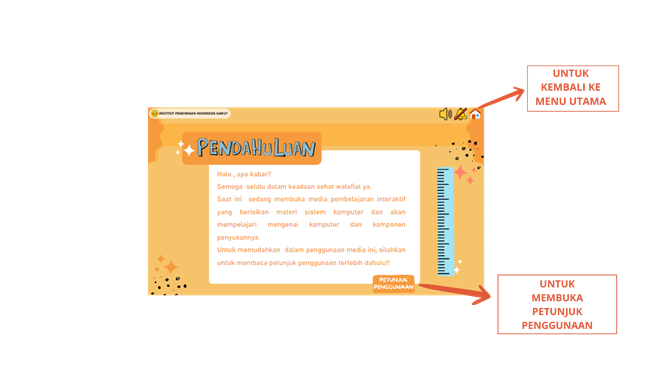 INSTITUT PENDIDIKAN INDONESIA GARUT
PENDAHULUAN
Halo , apa kabar?
Semoga selalu dalam keadaan sehat walafiat ya.
Saat ini sedang membuka media pembelajaran interaktif
yang berisikan materi sistem komputer dan akan
mempelajari mengenai komputer dan komponen
penyusunnya.
Untuk memudahkan dalam penggunaan media ini, silahkan
untuk membaca petunjuk penggunaan terlebih dahulu!!
PETUNJUK
PENGGUNAAN
UNTUK
KEMBALI KE
MENU UTAMA
UNTUK
MEMBUKA
PETUNJUK
PENGGUNAAN